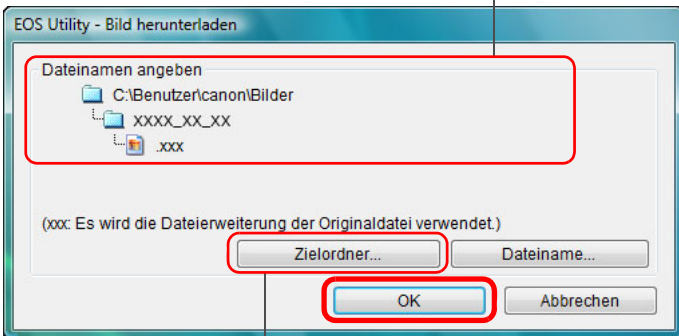 EOS Utility - Bild herunterladen
Dateinamen angeben
C:\Benutzer\canon\Bilder
XXXX_XX_XX
.xxx
(xxx: Es wird die Dateierweiterung der Originaldatei verwendet.)
Zielordner... Dateiname...
OK Abbrechen